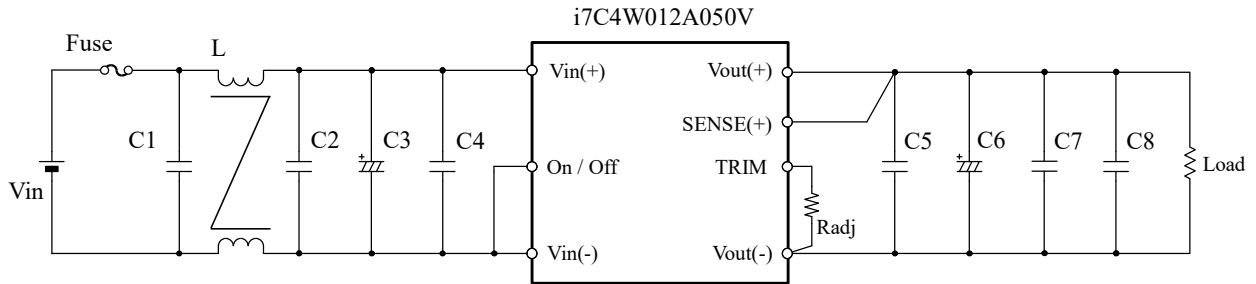 i7C4W012A050V
Fuse
L
Vin(+)
Vout(+)
SENSE(+)
C1
C2
C3
C4
C5
C6
C7
C8
On / Off
TRIM
Load
Vin
Radj
Vin(-)
Vout(-)